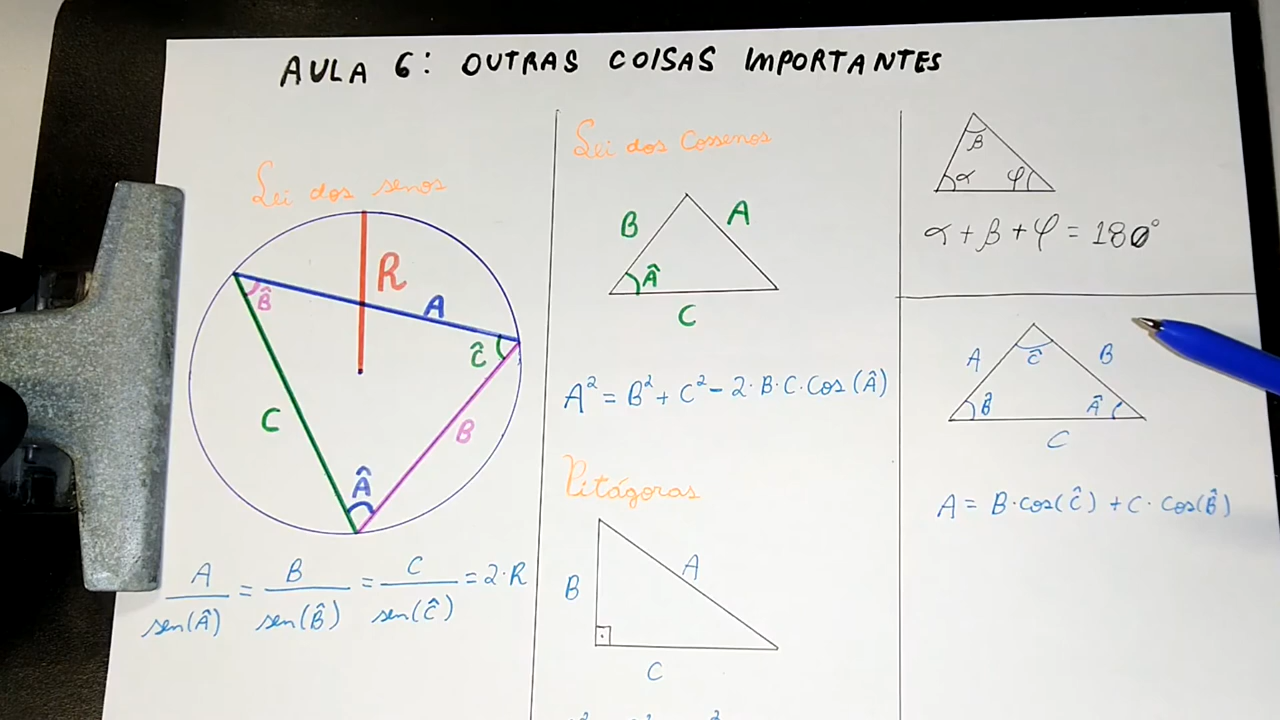 AULA 6: OUTRAS COISAS IMPORTANTES
Lei dos senos
R
B̂
A
Ĉ
C
B
Â
A/sen(Â) = B/sen(B̂) = C/sen(Ĉ) = 2·R
Lei dos Cossenos
B
A
Â
C
A² = B² + C² - 2·B·C·Cos(Â)
Pitágoras
B
A
C
β
α
φ
α + β + φ = 180°
A
Ĉ
B
B̂
Â
C
A = B·Cos(Ĉ) + C·Cos(B̂)